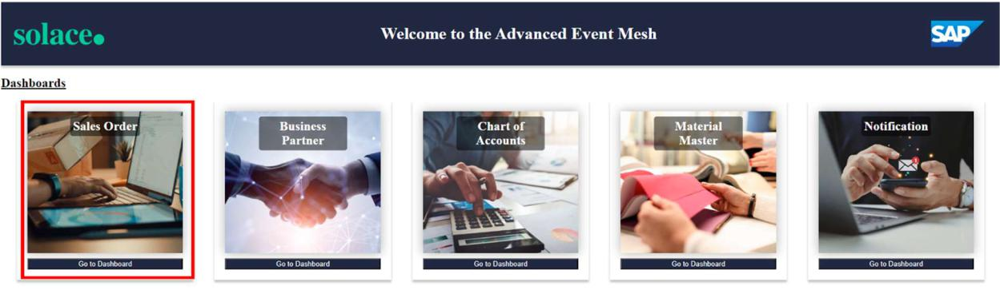 solace.
Welcome to the Advanced Event Mesh
SAP
Dashboards
Sales Order
Business
Partner
Chart of
Accounts
Material
Master
Notification
1
Go to Dashboard
Go to Dashboard
Go to Dashboard
Go to Dashboard
Go to Dashboard